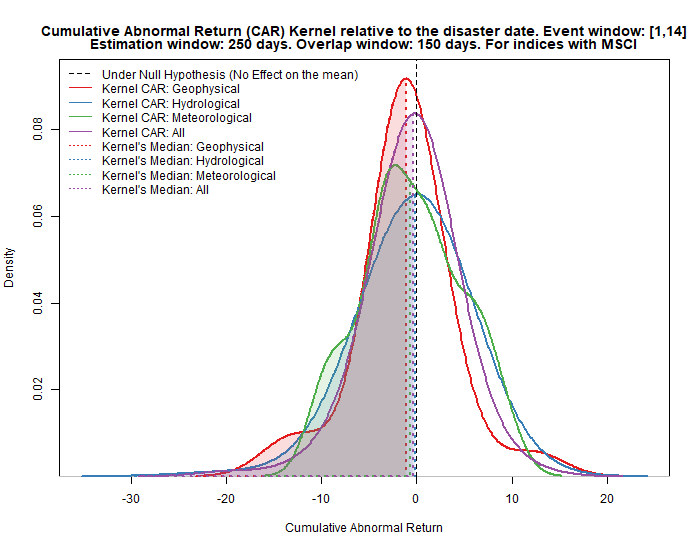 Cumulative Abnormal Return (CAR) Kernel relative to the disaster date. Event window: [1,14]
Estimation window: 250 days. Overlap window: 150 days. For indices with MSCI
Under Null Hypothesis (No Effect on the mean)
Kernel CAR: Geophysical
Kernel CAR: Hydrological
Kernel CAR: Meteorological
Kernel CAR: All
Kernel's Median: Geophysical
Kernel's Median: Hydrological
Kernel's Median: Meteorological
Kernel's Median: All
0.08
0.06
0.04
0.02
Density
-30 -20 -10 0 10 20
Cumulative Abnormal Return